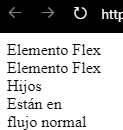 http
Elemento Flex
Elemento Flex
Hijos
Están en
flujo normal